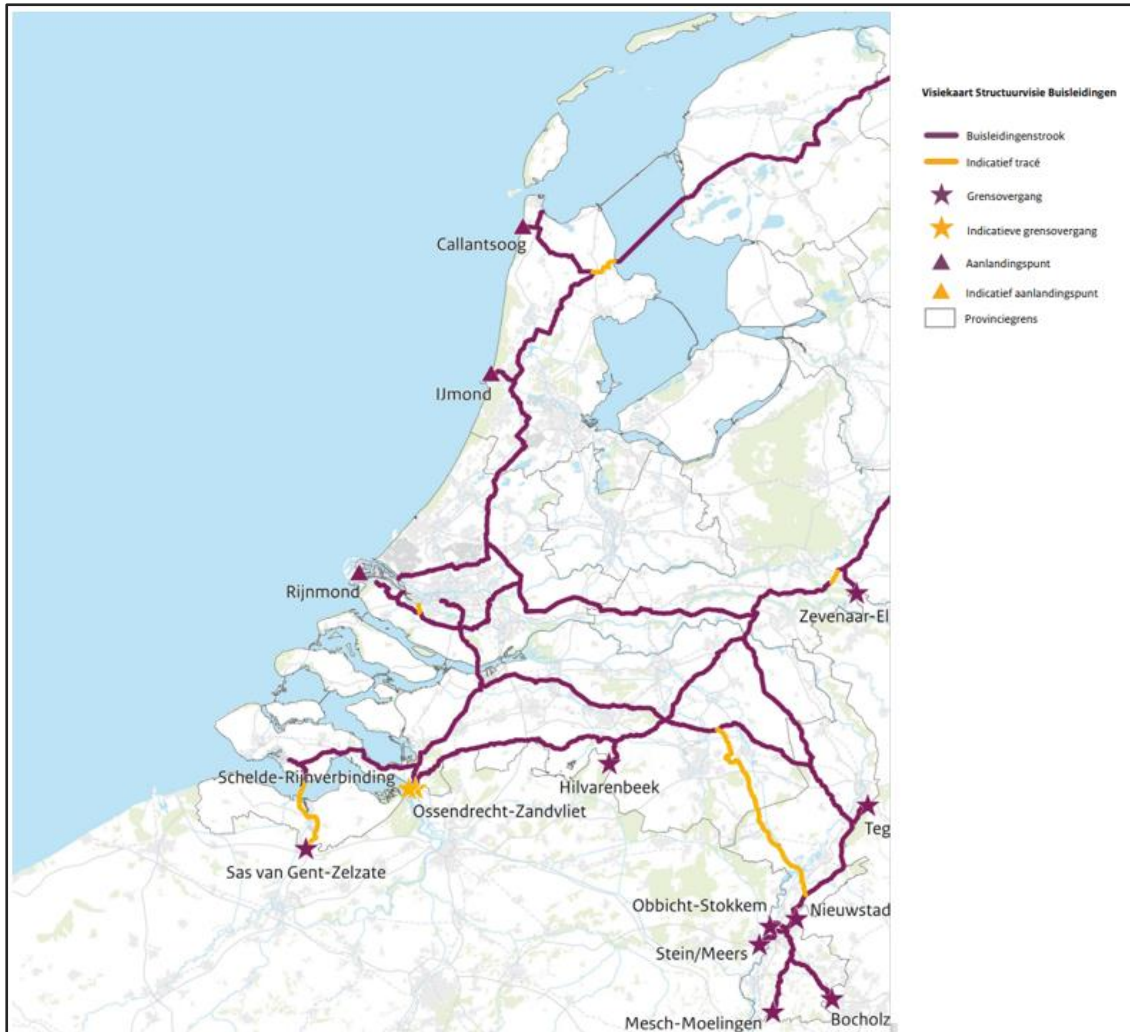 Visiekaart Structuurvisie Buisleidingen
Buisleidingenstrook
Indicatief tracé
Grensovergang
Indicatieve grensovergang
Aanlandingspunt
Indicatief aanlandingspunt
Provinciegrens
Callantsoog
IJmond
Rijnmond
Zevenaar-El
Schelde-Rijnverbinding
Hilvarenbeek
Ossendrecht-Zandvliet
Teg
Sas van Gent-Zelzate
Obbicht-Stokkem
Nieuwstad
Stein/Meers
Mesch-Moelingen
Bocholz